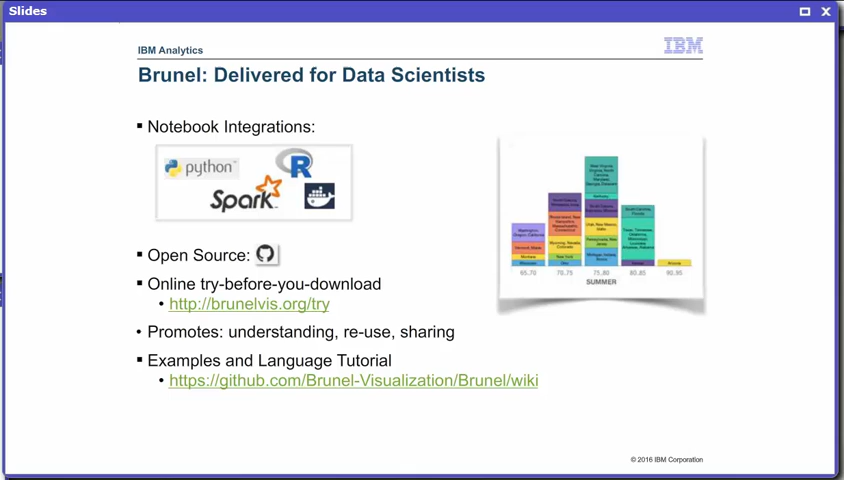 Slides
IBM Analytics
IBM
Brunel: Delivered for Data Scientists
▪ Notebook Integrations:
python
R
Spark
▪ Open Source:
▪ Online try-before-you-download
• http://brunelvis.org/try
• Promotes: understanding, re-use, sharing
▪ Examples and Language Tutorial
• https://github.com/Brunel-Visualization/Brunel/wiki
65..70 70..75 75..80 80..85 90..95
SUMMER
© 2016 IBM Corporation